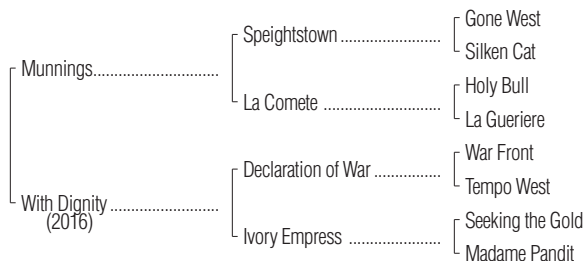 Gone West
Speightstown
Silken Cat
Munnings
Holy Bull
La Comete
La Gueriere
War Front
Declaration of War
Tempo West
With Dignity
(2016)
Seeking the Gold
Ivory Empress
Madame Pandit